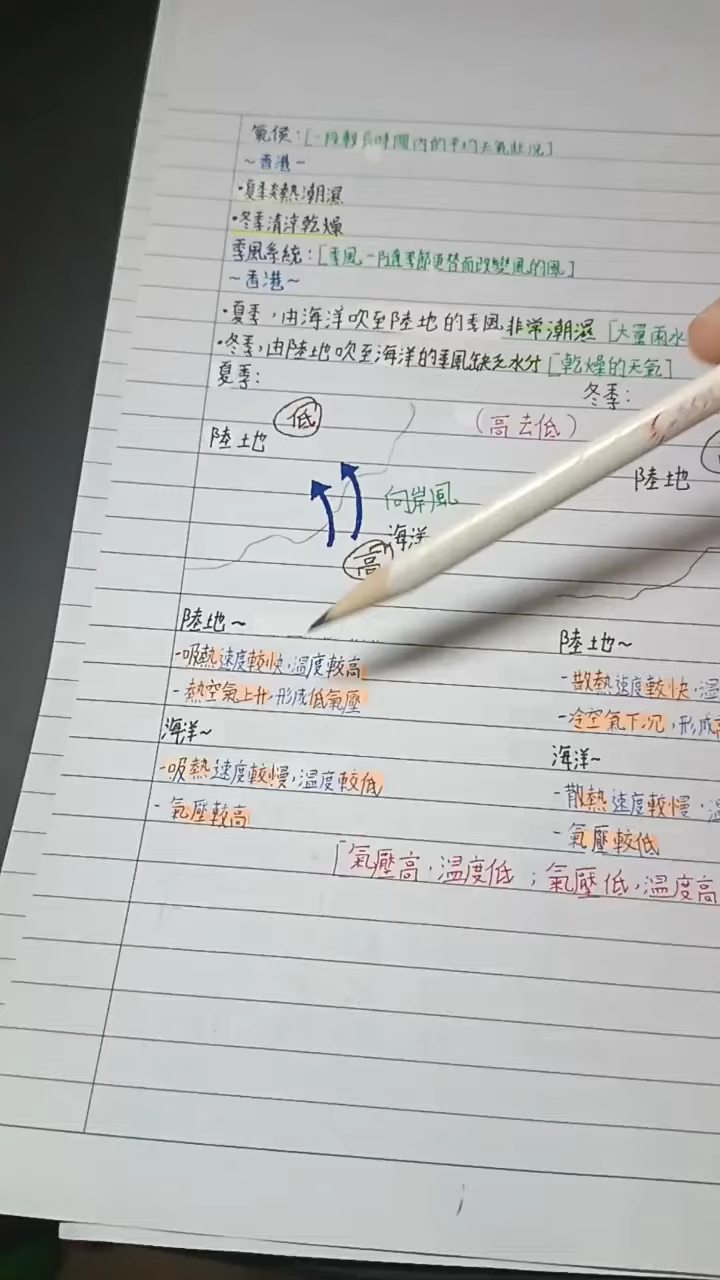 氣候:[一段較長時間內的平均天氣狀況]
~香港~
·夏季炎熱潮濕
·冬季清涼乾燥
季風系統:[季風—隨季節更替而改變風的風]
~香港~
·夏季,由海洋吹至陸地的季風非常潮濕[大量雨水
·冬季,由陸地吹至海洋的季風缺乏水分[乾燥的天氣]
夏季:
冬季:
低
(高去低)
陸地
陸地
向岸風
海洋
高
陸地~
-吸熱速度較快,溫度較高
-熱空氣上升,形成低氣壓
海洋~
-吸熱速度較慢,溫度較低
-氣壓較高
陸地~
-散熱速度較快,溫
-冷空氣下沉,形成
海洋~
-散熱速度較慢,
-氣壓較低
[氣壓高,溫度低;氣壓低,溫度高